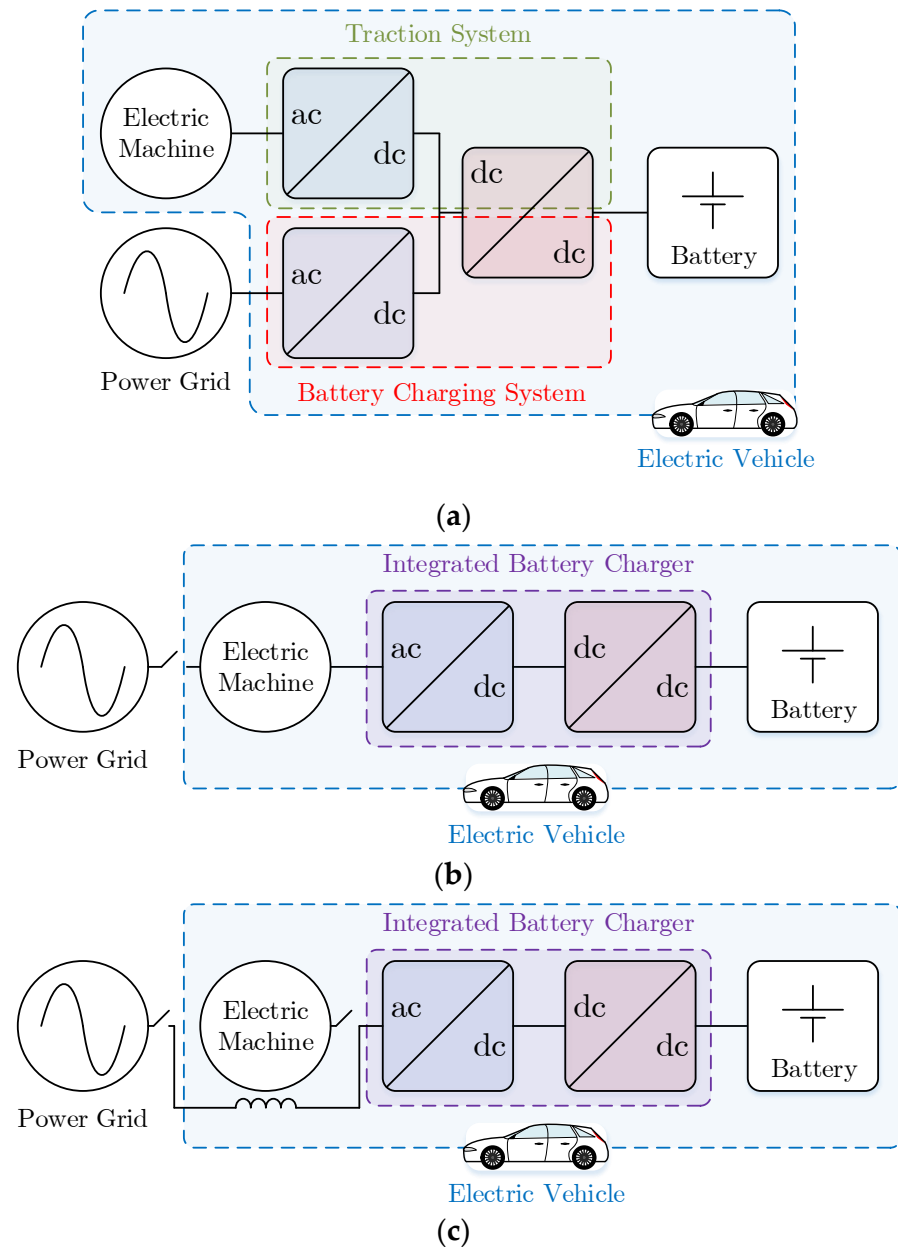 Traction System
Electric
Machine
ac
dc
dc
dc
Battery
ac
dc
Power Grid
Battery Charging System
Electric Vehicle
(a)
Integrated Battery Charger
Electric
Machine
ac
dc
dc
dc
Battery
Power Grid
Electric Vehicle
(b)
Integrated Battery Charger
Electric
Machine
ac
dc
dc
dc
Battery
Power Grid
Electric Vehicle
(c)